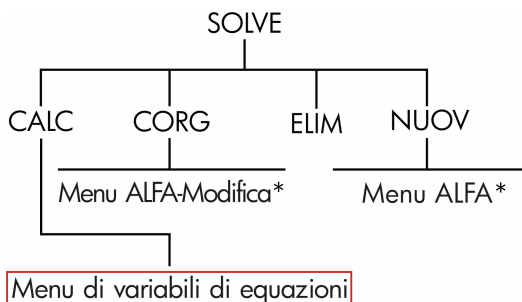 SOLVE
CALC CORG ELIM NUOV
Menu ALFA-Modifica* Menu ALFA*
Menu di variabili di equazioni